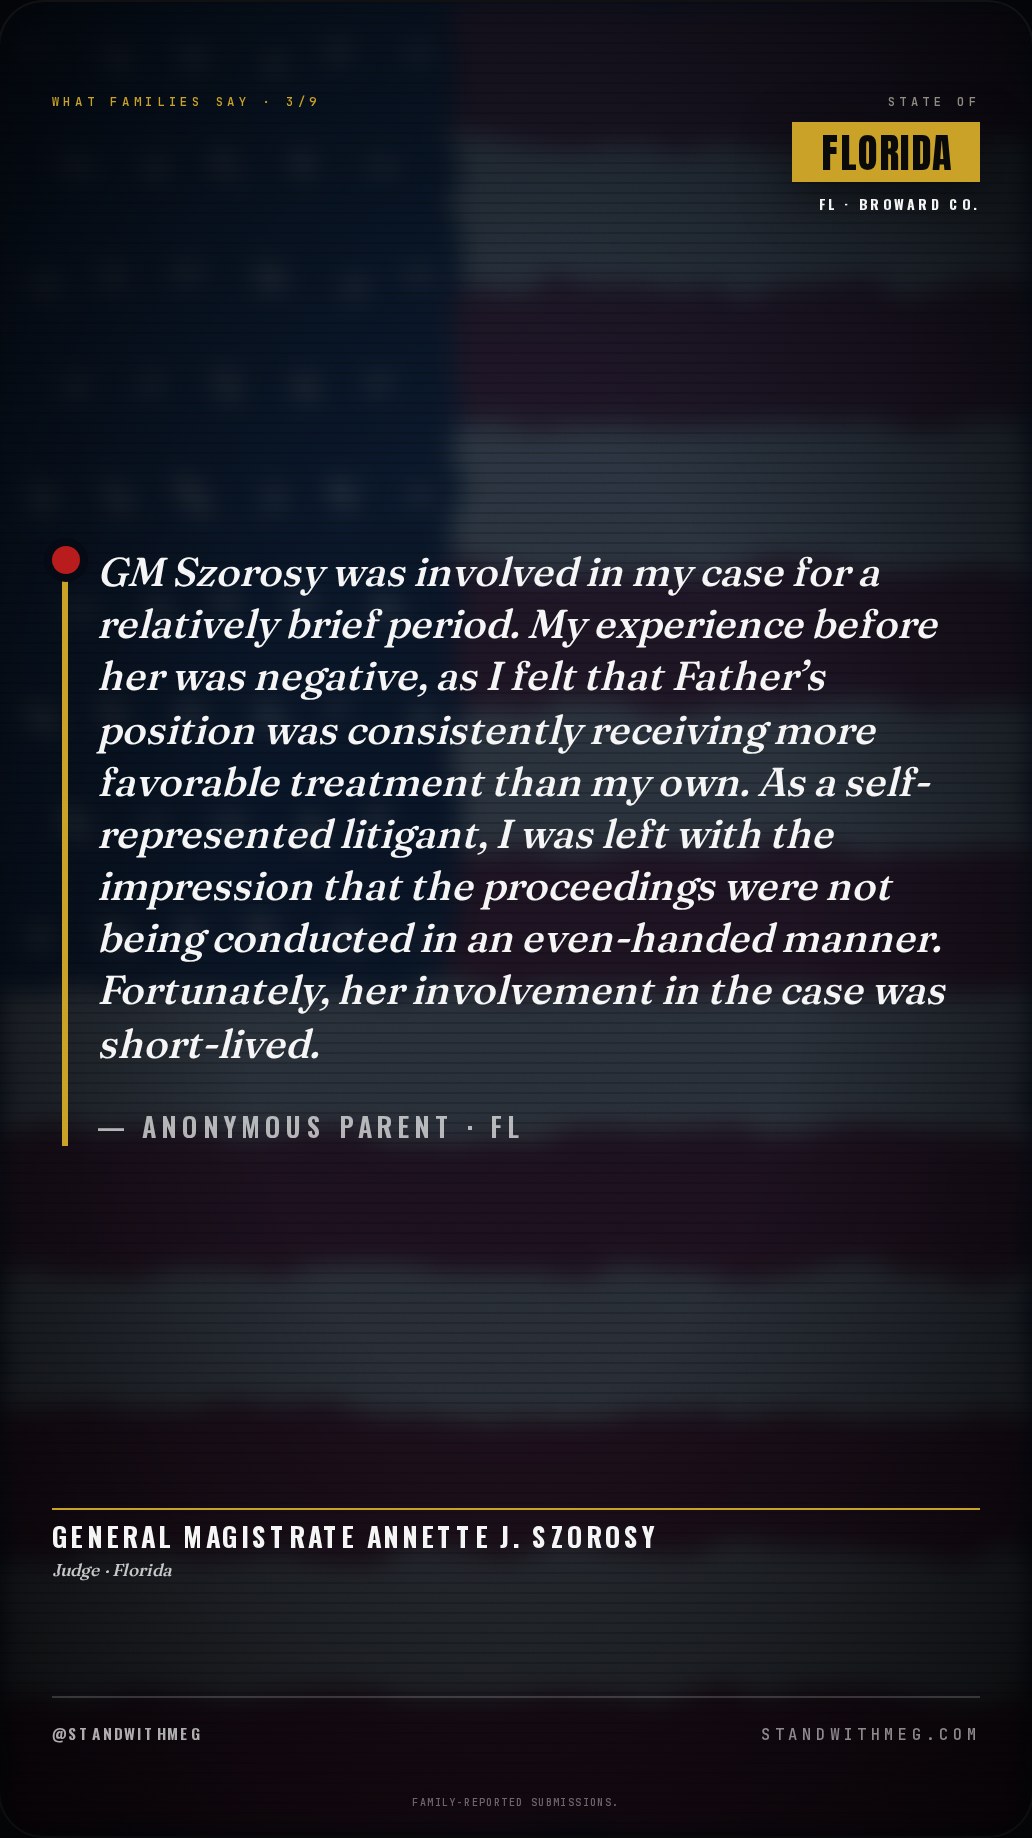 WHAT FAMILIES SAY · 3/9
STATE OF
FLORIDA
FL · BROWARD CO.
GM Szorosy was involved in my case for a
relatively brief period. My experience before
her was negative, as I felt that Father’s
position was consistently receiving more
favorable treatment than my own. As a self-
represented litigant, I was left with the
impression that the proceedings were not
being conducted in an even-handed manner.
Fortunately, her involvement in the case was
short-lived.
— ANONYMOUS PARENT · FL
GENERAL MAGISTRATE ANNETTE J. SZOROSY
Judge · Florida
@STANDWITHMEG
STANDWITHMEG.COM
FAMILY-REPORTED SUBMISSIONS.